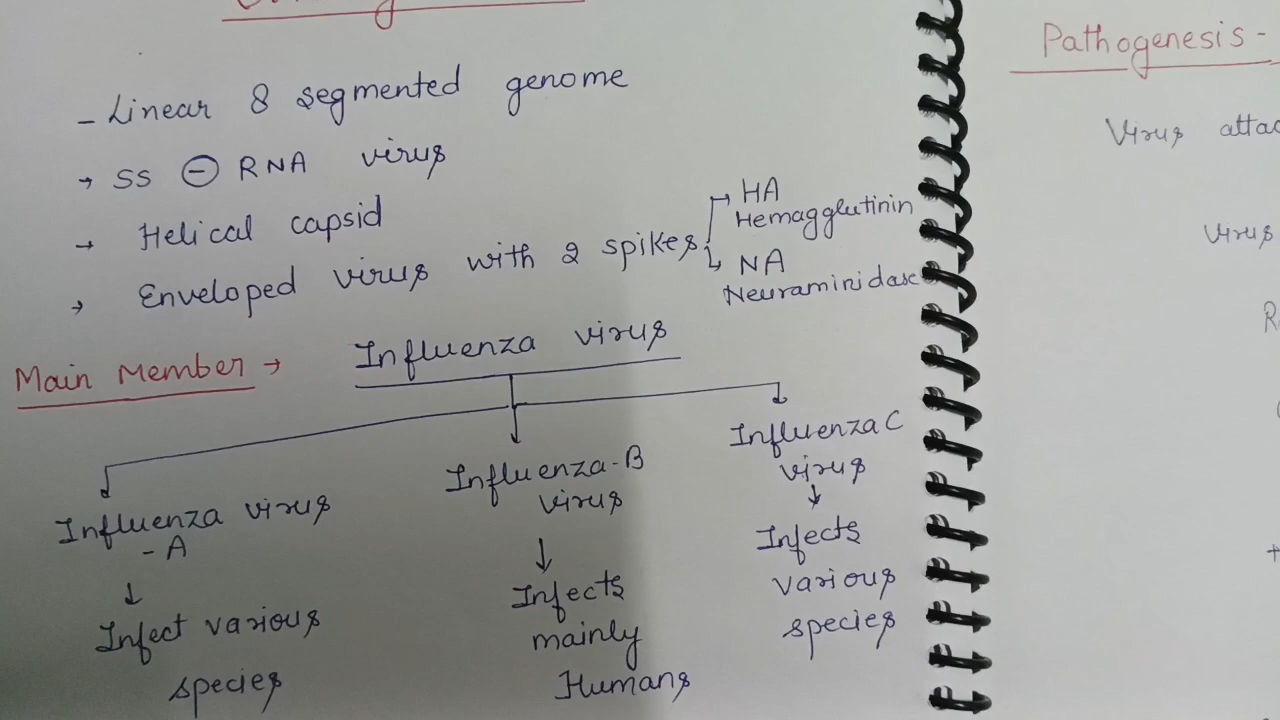 - Linear & segmented genome
→ SS ⊖ RNA virus
→ Helical capsid
→ Enveloped virus with 2 spikes
→ HA
Hemagglutinin
↳ NA
Neuraminidase
Main Member → Influenza virus
Influenza virus
- A
↓
Infect various
species
Influenza-B
virus
↓
Infects
mainly
Humans
Influenza C
virus
↓
Infects
various
species
Pathogenesis -
Virus
Virus